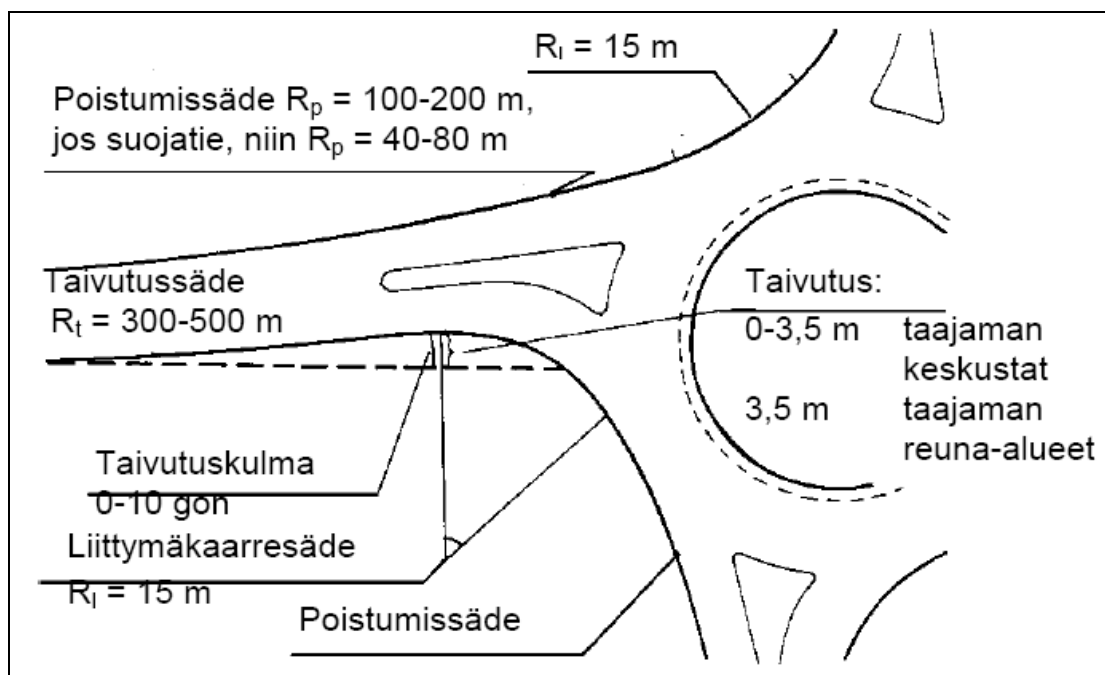 Rₗ = 15 m
Poistumissäde Rₚ = 100-200 m,
jos suojatie, niin Rₚ = 40-80 m
Taivutussäde
Rₜ = 300-500 m
Taivutus:
0-3,5 m taajaman
keskustat
3,5 m taajaman
reuna-alueet
Taivutuskulma
0-10 gon
Liittymäkaarresäde
Rₗ = 15 m
Poistumissäde